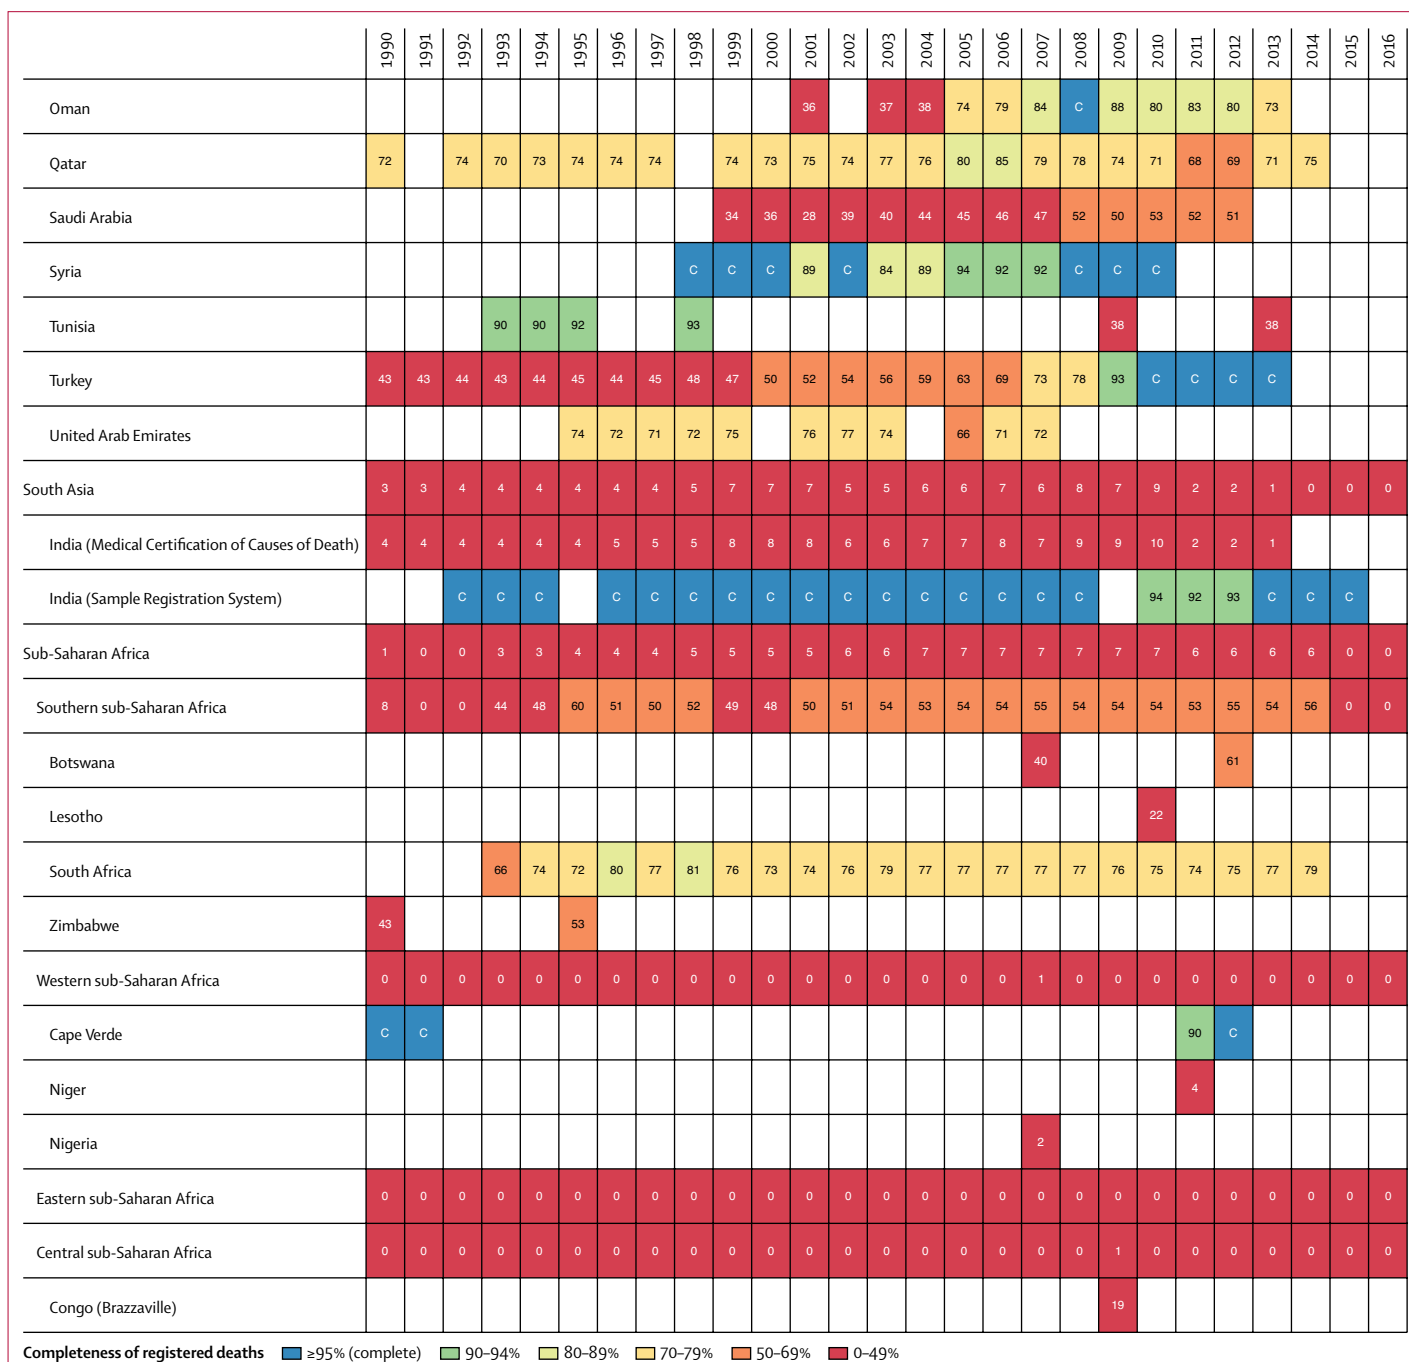 1990 1991 1992 1993 1994 1995 1996 1997 1998 1999 2000 2001 2002 2003 2004 2005 2006 2007 2008 2009 2010 2011 2012 2013 2014 2015 2016
Oman 36 37 38 74 79 84 C 88 80 83 80 73
Qatar 72 74 70 73 74 74 74 74 73 75 74 77 76 80 85 79 78 74 71 68 69 71 75
Saudi Arabia 34 36 28 39 40 44 45 46 47 52 50 53 52 51
Syria C C C 89 C 84 89 94 92 92 C C C
Tunisia 90 90 92 93 38 38
Turkey 43 43 44 43 44 45 44 45 48 47 50 52 54 56 59 63 69 73 78 93 C C C C
United Arab Emirates 74 72 71 72 75 76 77 74 66 71 72
South Asia 3 3 4 4 4 4 4 4 5 7 7 7 5 5 6 6 7 6 8 7 9 2 2 1 0 0 0
India (Medical Certification of Causes of Death) 4 4 4 4 4 4 5 5 5 8 8 8 6 6 7 7 8 7 9 9 10 2 2 1
India (Sample Registration System) C C C C C C C C C C C C C C C C 94 92 93 C C C
Sub-Saharan Africa 1 0 0 3 3 4 4 4 5 5 5 5 6 6 7 7 7 7 7 7 7 6 6 6 6 0 0
Southern sub-Saharan Africa 8 0 0 44 48 60 51 50 52 49 48 50 51 54 53 54 54 55 54 54 54 53 55 54 56 0 0
Botswana 40 61
Lesotho 22
South Africa 66 74 72 80 77 81 76 73 74 76 79 77 77 77 77 77 76 75 74 75 77 79
Zimbabwe 43 53
Western sub-Saharan Africa 0 0 0 0 0 0 0 0 0 0 0 0 0 0 0 0 0 1 0 0 0 0 0 0 0 0 0
Cape Verde C C 90 C
Niger 4
Nigeria 2
Eastern sub-Saharan Africa 0 0 0 0 0 0 0 0 0 0 0 0 0 0 0 0 0 0 0 0 0 0 0 0 0 0 0
Central sub-Saharan Africa 0 0 0 0 0 0 0 0 0 0 0 0 0 0 0 0 0 0 0 1 0 0 0 0 0 0 0
Congo (Brazzaville) 19
Completeness of registered deaths ≥95% (complete) 90–94% 80–89% 70–79% 50–69% 0–49%